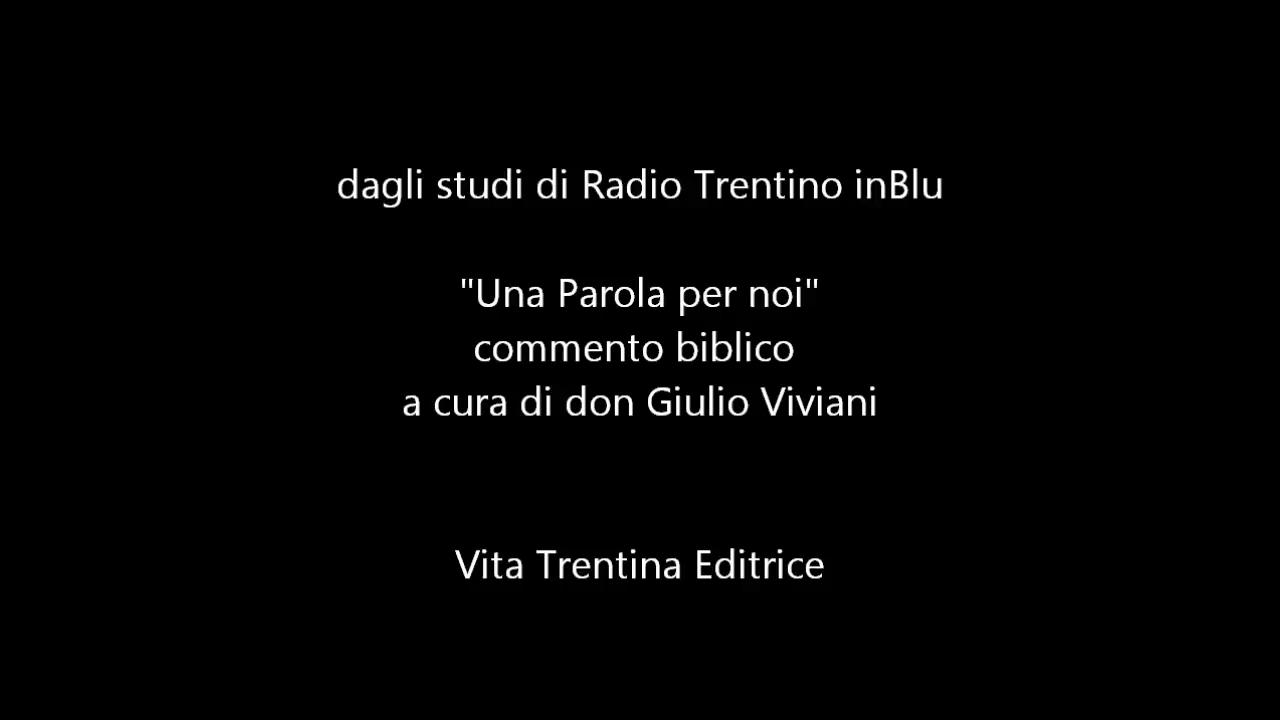 dagli studi di Radio Trentino inBlu
"Una Parola per noi"
commento biblico
a cura di don Giulio Viviani
Vita Trentina Editrice